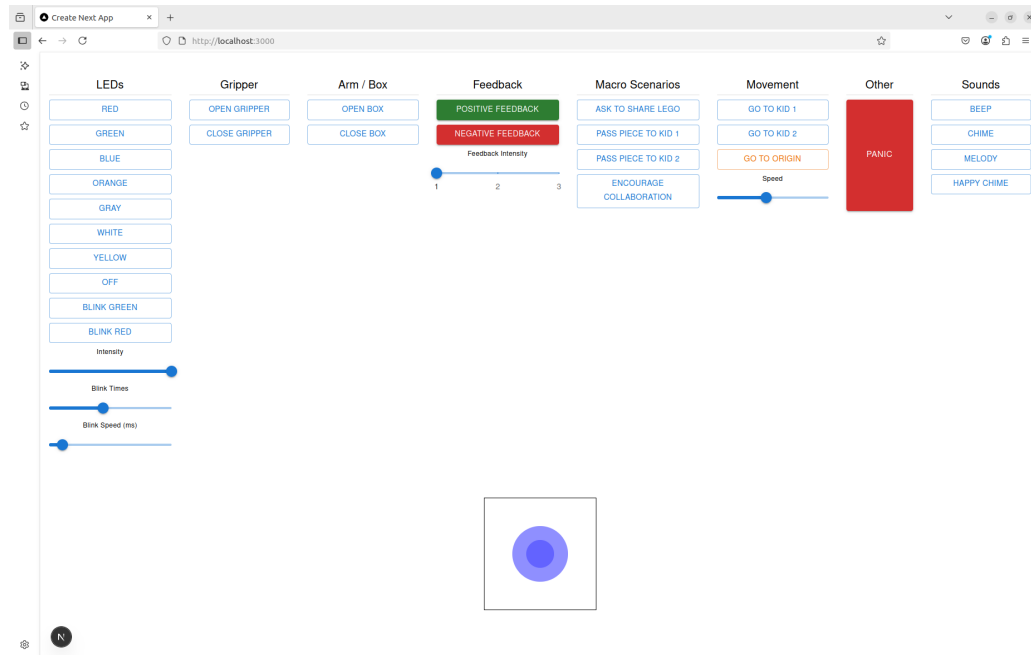 Create Next App
http://localhost:3000
LEDs
RED
GREEN
BLUE
ORANGE
GRAY
WHITE
YELLOW
OFF
BLINK GREEN
BLINK RED
Intensity
Blink Times
Blink Speed (ms)
Gripper
OPEN GRIPPER
CLOSE GRIPPER
Arm / Box
OPEN BOX
CLOSE BOX
Feedback
POSITIVE FEEDBACK
NEGATIVE FEEDBACK
Feedback Intensity
1 2 3
Macro Scenarios
ASK TO SHARE LEGO
PASS PIECE TO KID 1
PASS PIECE TO KID 2
ENCOURAGE
COLLABORATION
Movement
GO TO KID 1
GO TO KID 2
GO TO ORIGIN
Speed
Other
PANIC
Sounds
BEEP
CHIME
MELODY
HAPPY CHIME
N